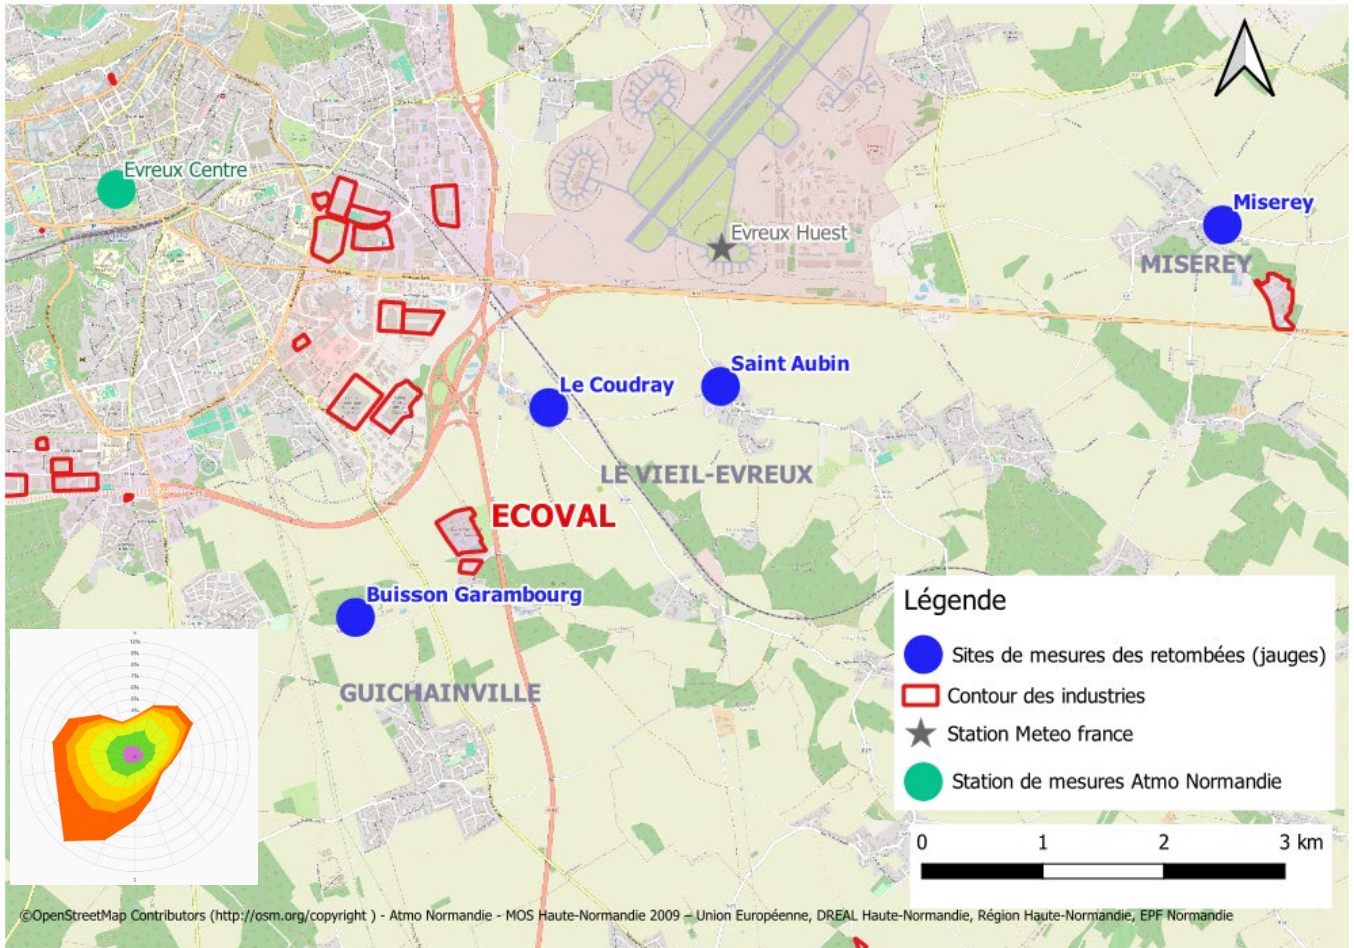 Evreux Centre
Miserey
Evreux Huest
MISEREY
Saint Aubin
Le Coudray
LE VIEIL-EVREUX
ECOVAL
Buisson Garambourg
GUICHAINVILLE
Légende
Sites de mesures des retombées (jauges)
Contour des industries
Station Meteo france
Station de mesures Atmo Normandie
0 1 2 3 km
10%
©OpenStreetMap Contributors (http://osm.org/copyright ) - Atmo Normandie - MOS Haute-Normandie 2009 – Union Européenne, DREAL Haute-Normandie, Région Haute-Normandie, EPF Normandie